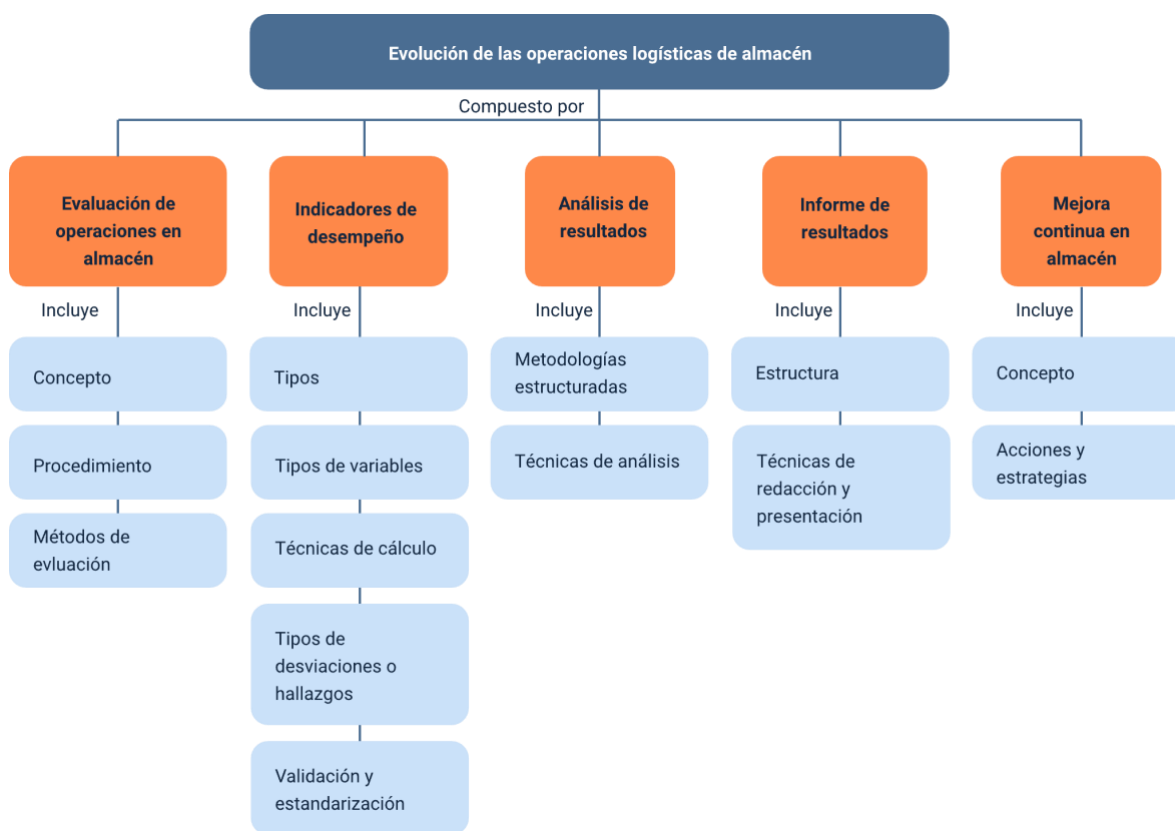 Evolución de las operaciones logísticas de almacén
Compuesto por
Evaluación de
operaciones en
almacén
Incluye
Concepto
Procedimiento
Métodos de
evluación
Indicadores de
desempeño
Incluye
Tipos
Tipos de variables
Técnicas de cálculo
Tipos de
desviaciones o
hallazgos
Validación y
estandarización
Análisis de
resultados
Incluye
Metodologías
estructuradas
Técnicas de análisis
Informe de
resultados
Incluye
Estructura
Técnicas de
redacción y
presentación
Mejora
continua en
almacén
Incluye
Concepto
Acciones y
estrategias